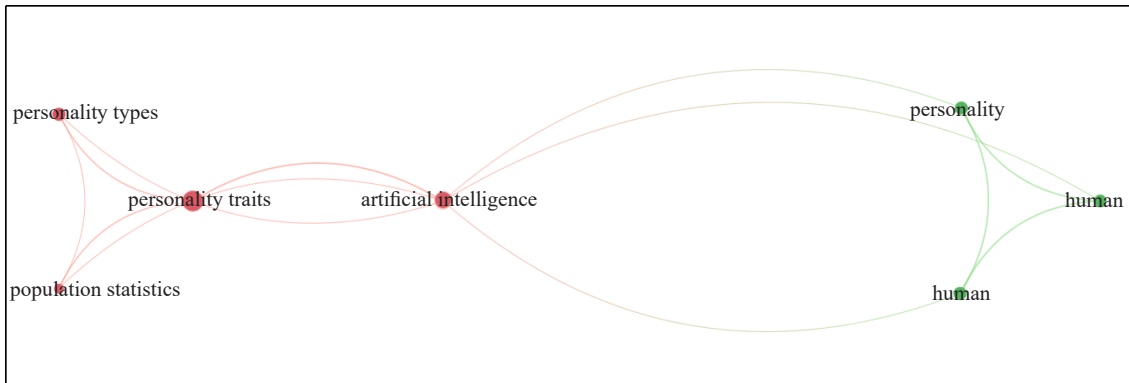 personality types
personality
personality traits
artificial intelligence
human
population statistics
human